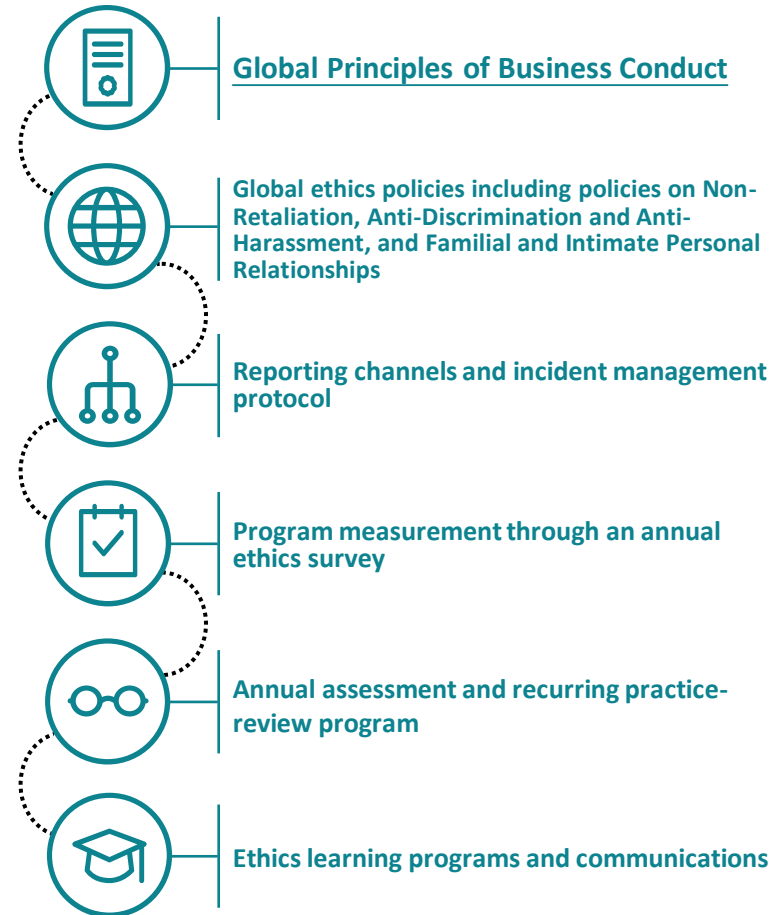 Global Principles of Business Conduct
Global ethics policies including policies on Non-
Retaliation, Anti-Discrimination and Anti-
Harassment, and Familial and Intimate Personal
Relationships
Reporting channels and incident management
protocol
Program measurement through an annual
ethics survey
Annual assessment and recurring practice-
review program
Ethics learning programs and communications